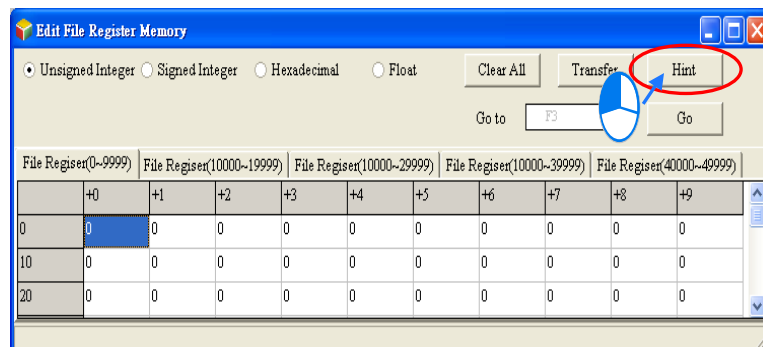 Edit File Register Memory
Unsigned Integer Signed Integer Hexadecimal Float Clear All Transfer Hint
Go to F3 Go
File Regiser(0~9999) File Regiser(10000~19999) File Regiser(10000~29999) File Regiser(10000~39999) File Regiser(40000~49999)
+0 +1 +2 +3 +4 +5 +6 +7 +8 +9
0 0 0 0 0 0 0 0 0 0 0
10 0 0 0 0 0 0 0 0 0 0
20 0 0 0 0 0 0 0 0 0 0